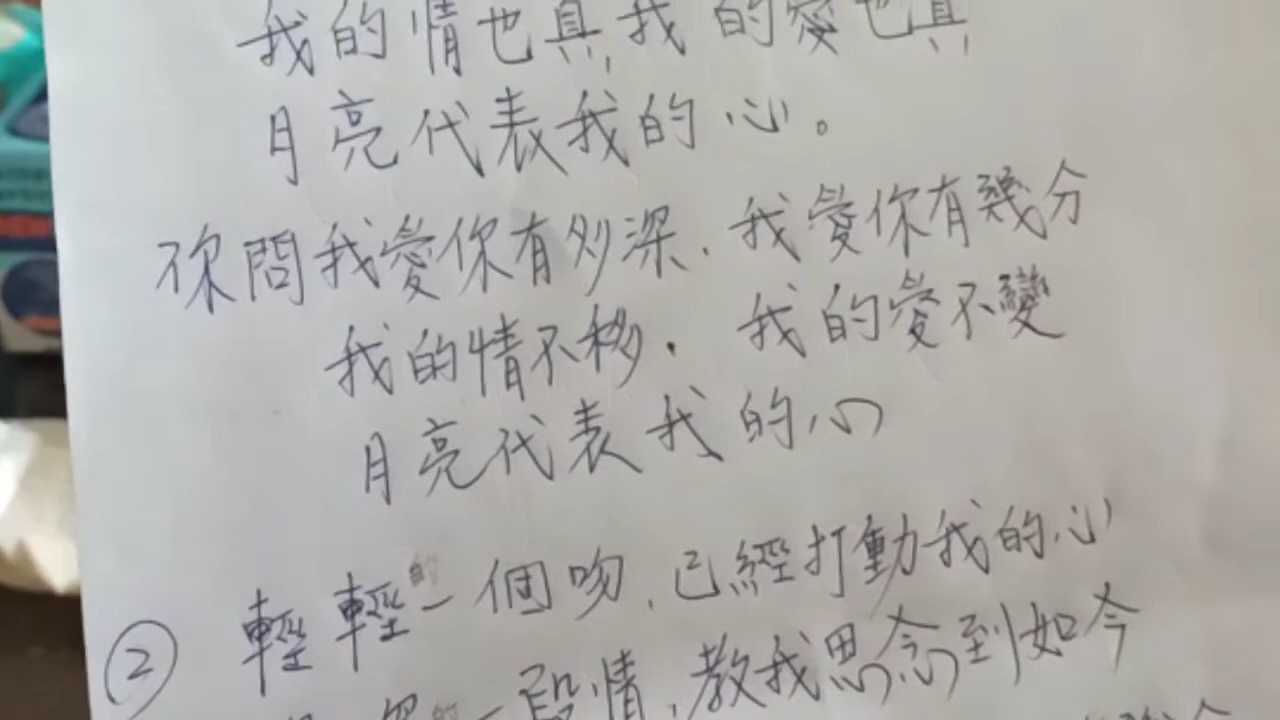 我的情也真,我的愛也真
月亮代表我的心。
你問我愛你有多深.我愛你有幾分
我的情不移.我的愛不變
月亮代表我的心
② 輕輕的一個吻,已經打動我的心
一段情,教我思念到如今